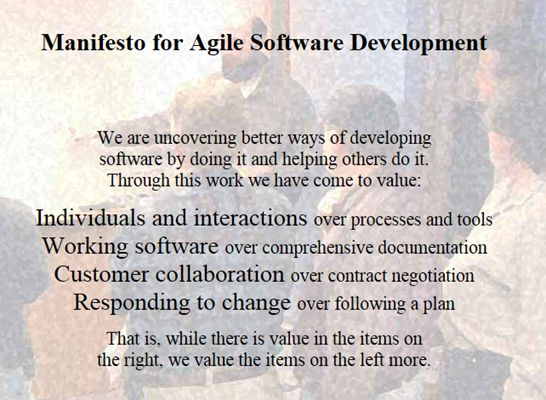 Manifesto for Agile Software Development
We are uncovering better ways of developing
software by doing it and helping others do it.
Through this work we have come to value:
Individuals and interactions over processes and tools
Working software over comprehensive documentation
Customer collaboration over contract negotiation
Responding to change over following a plan
That is, while there is value in the items on
the right, we value the items on the left more.